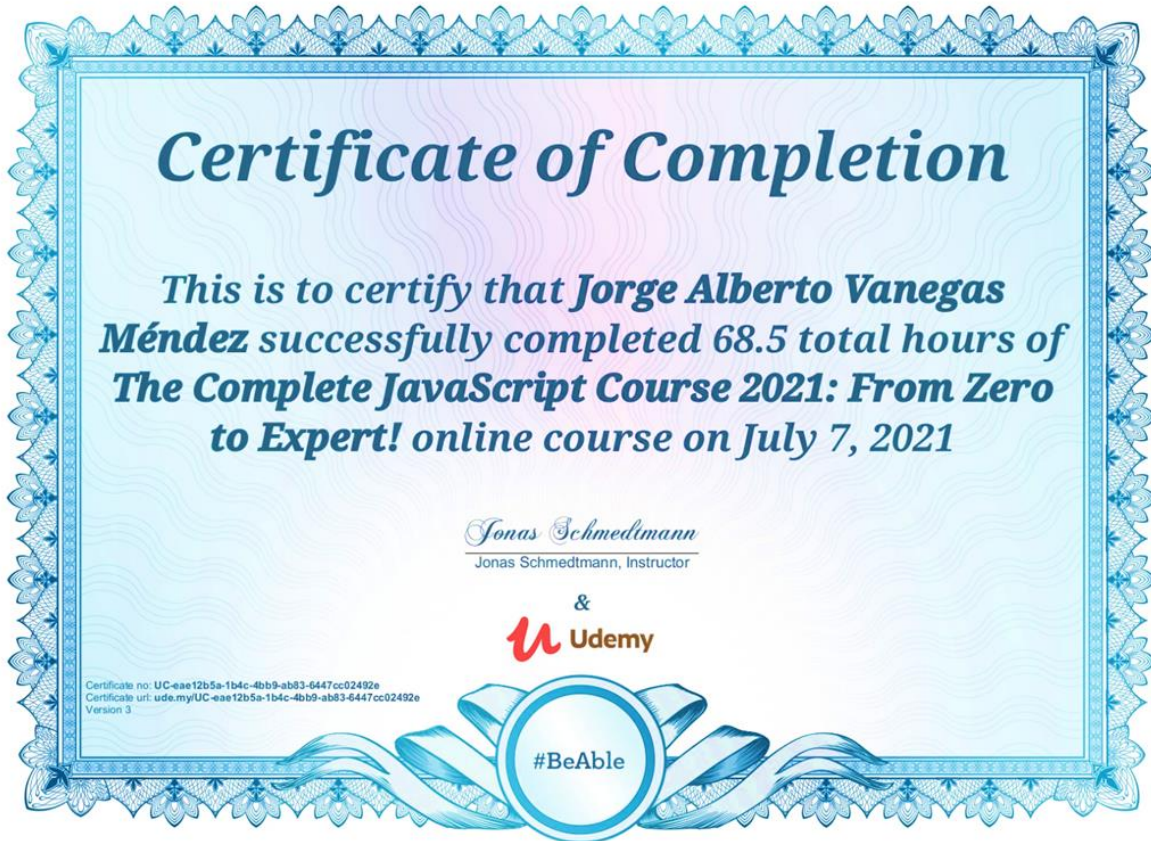 Certificate of Completion
This is to certify that Jorge Alberto Vanegas
Méndez successfully completed 68.5 total hours of
The Complete JavaScript Course 2021: From Zero
to Expert! online course on July 7, 2021
Jonas Schmedtmann
Jonas Schmedtmann, Instructor
&
Udemy
Certificate no: UC-eae12b5a-1b4c-4bb9-ab83-6447cc02492e
Certificate url: ude.my/UC-eae12b5a-1b4c-4bb9-ab83-6447cc02492e
Version 3
#BeAble